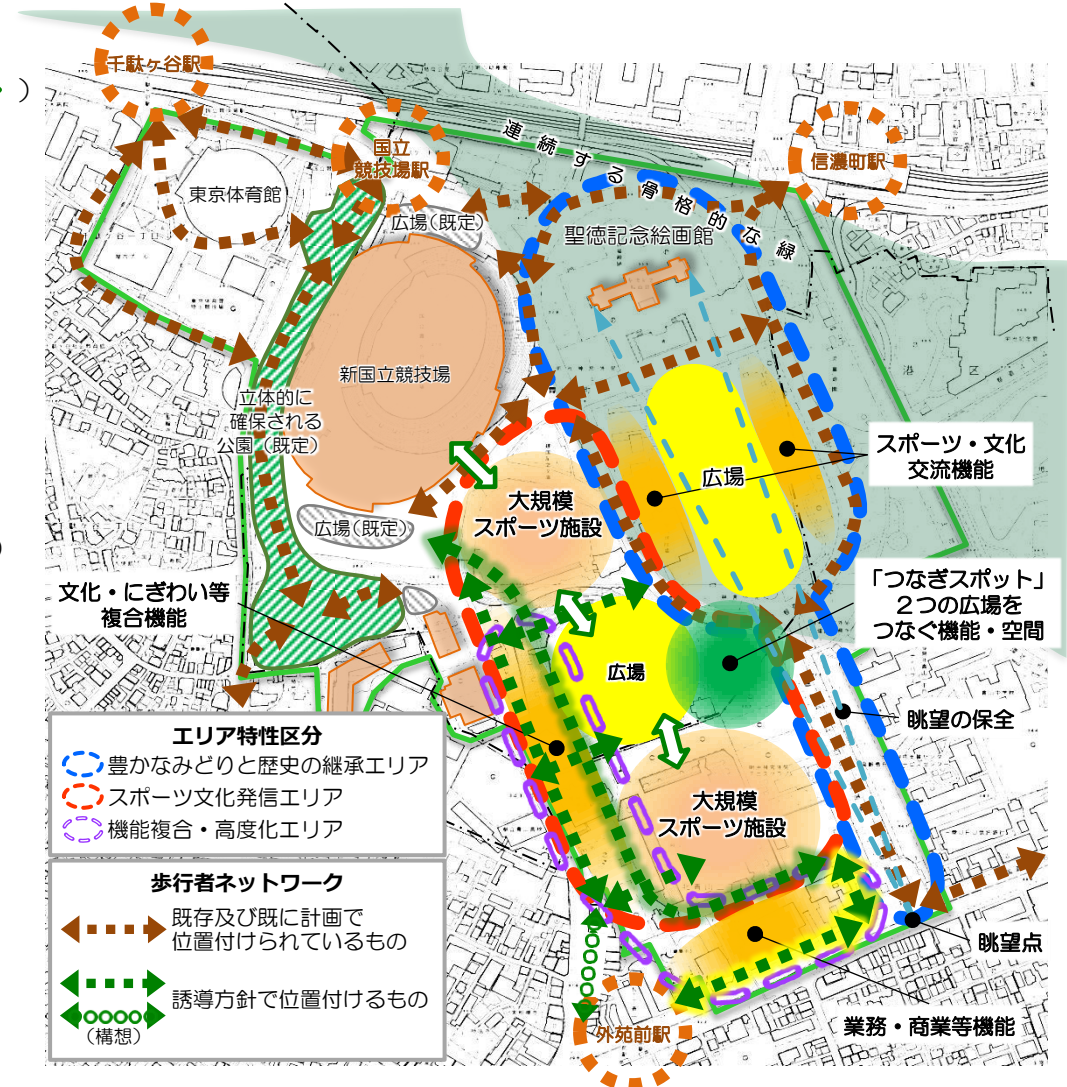 千駄ヶ谷駅
）
国立
競技場駅
連続する骨格的な緑
信濃町駅
東京体育館
広場（既定）
聖徳記念絵画館
新国立競技場
港区
立体的に
確保される
公園（既定）
スポーツ・文化
交流機能
広場
大規模
スポーツ施設
広場（既定）
）
文化・にぎわい等
複合機能
「つなぎスポット」
２つの広場を
つなぐ機能・空間
広場
眺望の保全
エリア特性区分
豊かなみどりと歴史の継承エリア
スポーツ文化発信エリア
機能複合・高度化エリア
大規模
スポーツ施設
歩行者ネットワーク
既存及び既に計画で
位置付けられているもの
誘導方針で位置付けるもの
（構想）
眺望点
業務・商業等機能
外苑前駅